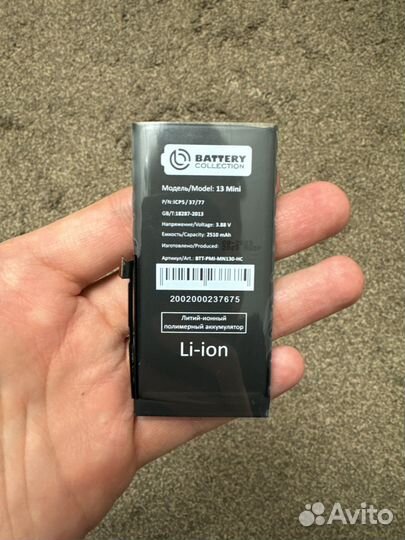 BATTERY
COLLECTION
Модель/Model: 13 Mini
P/N:ICP5/37/77
GB/T:18287-2013
Напряжение/Voltage: 3.88 V
Емкость/Capacity: 2510 mAh
Изготовлено/Produced:
Артикул/Art.: BTT-PMI-MN130-HC
2002000237675
Литий-ионный
полимерный аккумулятор
Li-ion
Avito